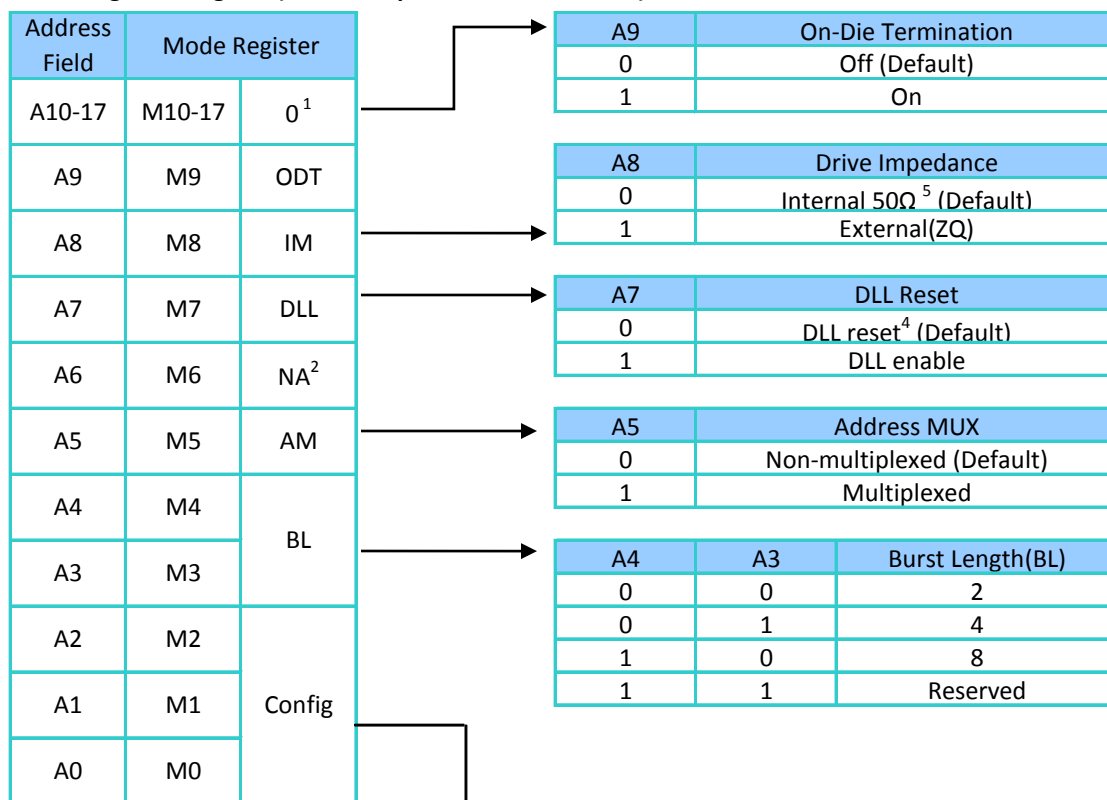 Address Field Mode Register
A10-17 M10-17 0¹
A9 M9 ODT
A8 M8 IM
A7 M7 DLL
A6 M6 NA²
A5 M5 AM
A4 M4 BL
A3 M3
A2 M2 Config
A1 M1
A0 M0
A9 On-Die Termination
0 Off (Default)
1 On
A8 Drive Impedance
0 Internal 50Ω ⁵ (Default)
1 External(ZQ)
A7 DLL Reset
0 DLL reset⁴ (Default)
1 DLL enable
A5 Address MUX
0 Non-multiplexed (Default)
1 Multiplexed
A4 A3 Burst Length(BL)
0 0 2
0 1 4
1 0 8
1 1 Reserved